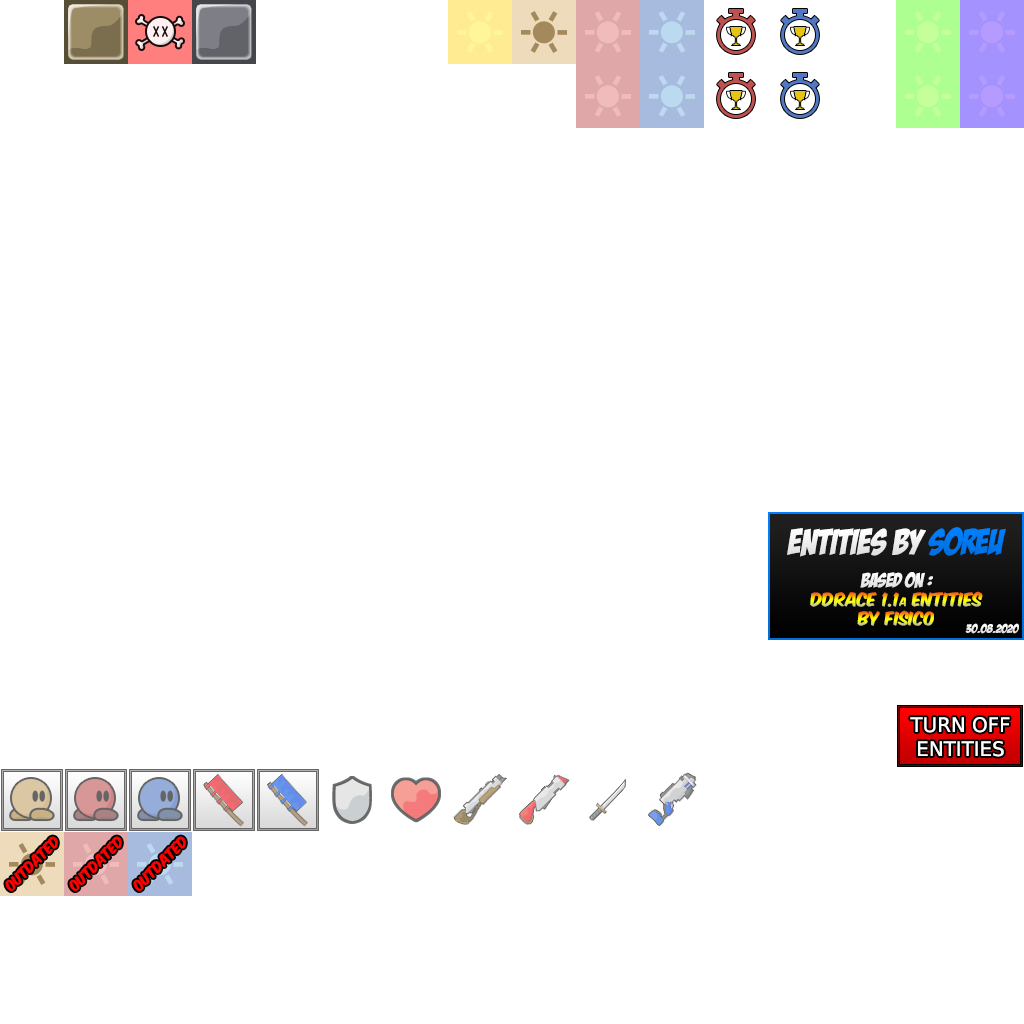 ENTITIES BY SOREU
BASED ON :
DDRACE 1.1A ENTITIES
BY FISICO
30.08.2020
TURN OFF
ENTITIES
OUTDATED
OUTDATED
OUTDATED